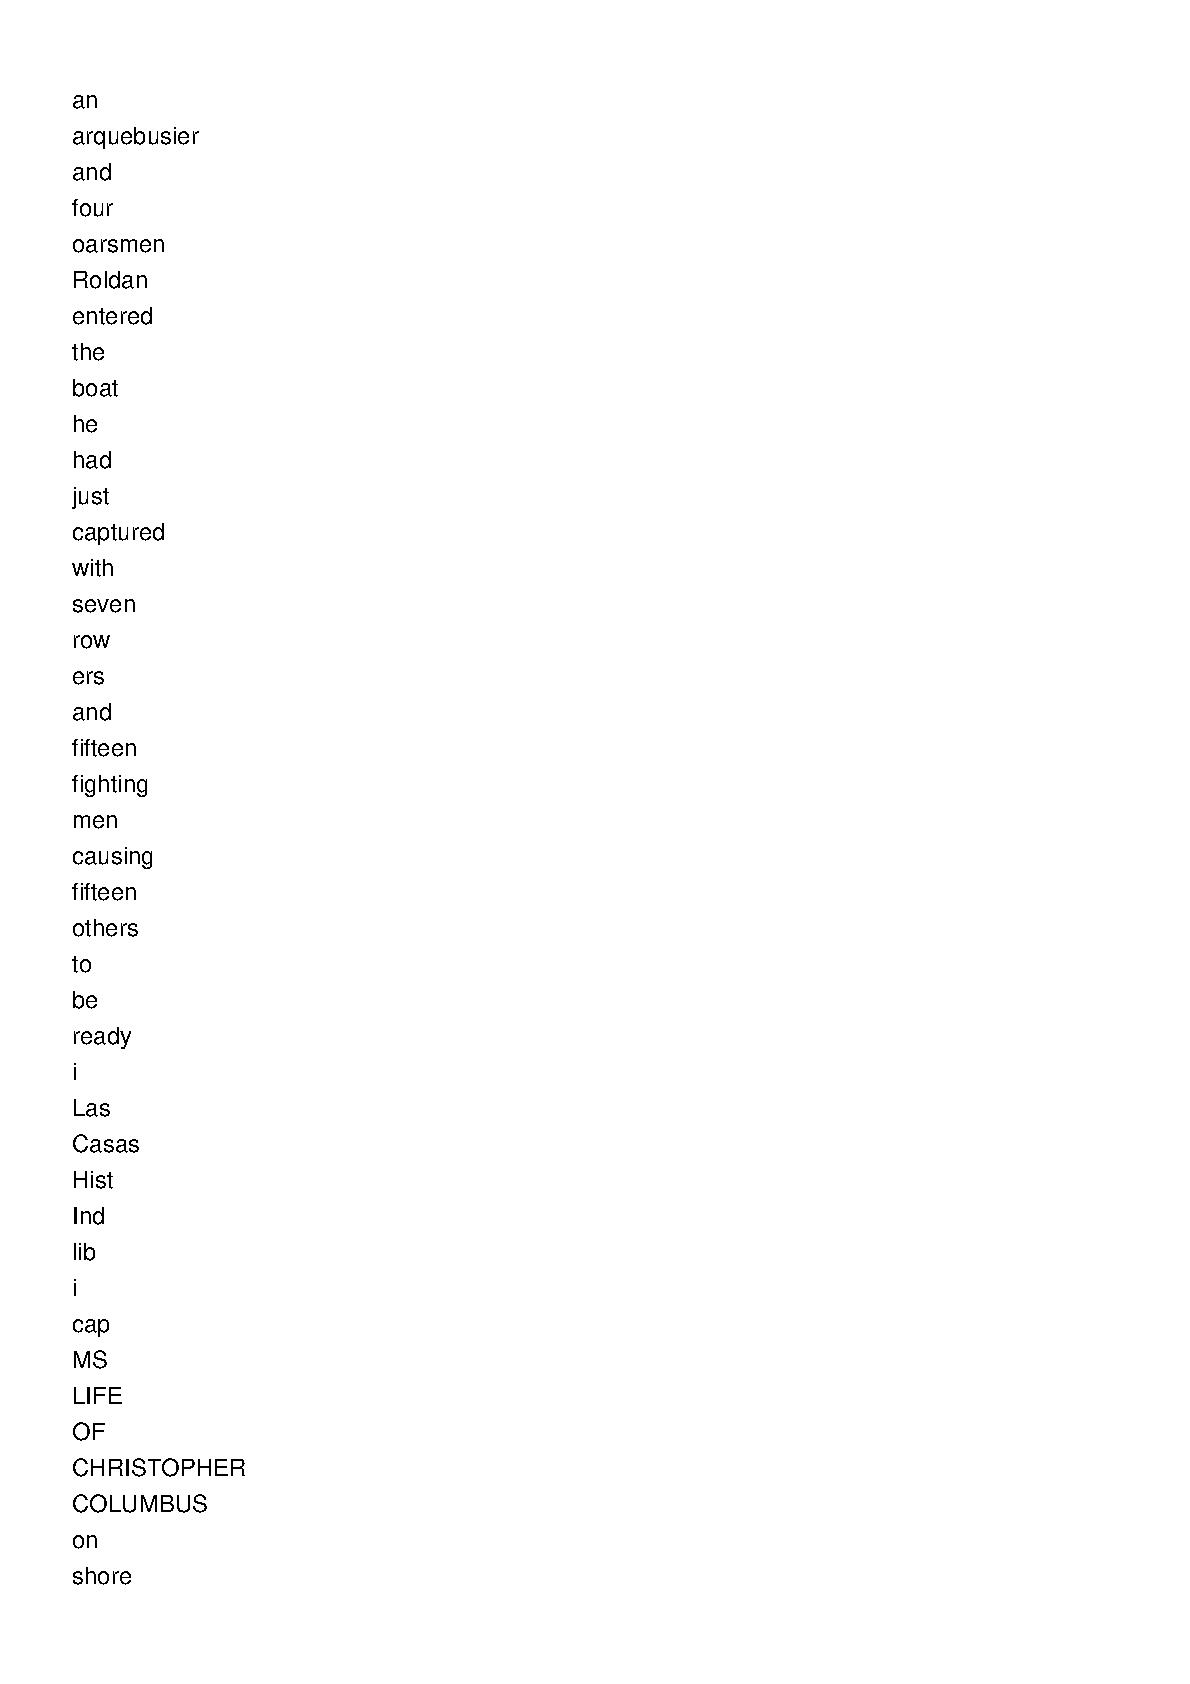 an
arquebusier
and
four
oarsmen
Roldan
entered
the
boat
he
had
just
captured
with
seven
row
ers
and
fifteen
fighting
men
causing
fifteen
others
to
be
ready
i
Las
Casas
Hist
Ind
lib
i
cap
MS
LIFE
OF
CHRISTOPHER
COLUMBUS
on
shore